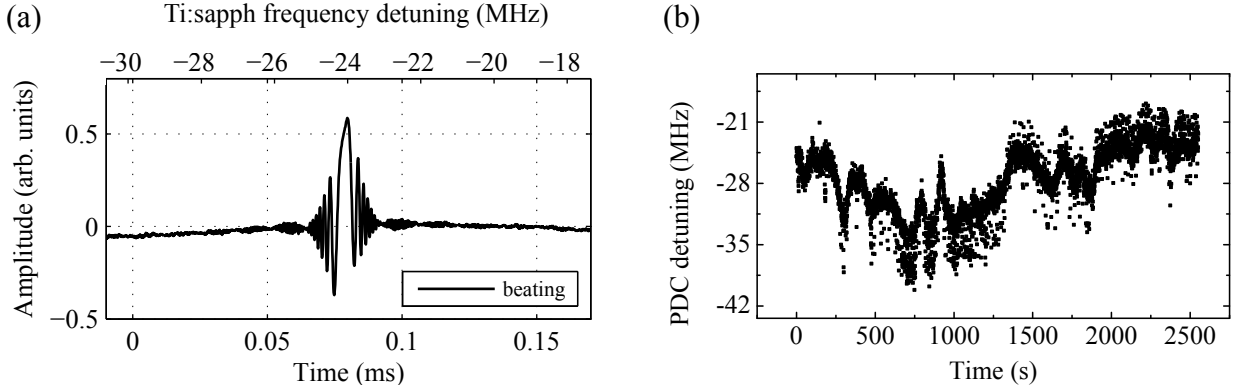 (a)
Ti:sapph frequency detuning (MHz)
−30 −28 −26 −24 −22 −20 −18
Amplitude (arb. units)
0.5
0
−0.5
beating
0 0.05 0.1 0.15
Time (ms)
(b)
PDC detuning (MHz)
-21
-28
-35
-42
0 500 1000 1500 2000 2500
Time (s)